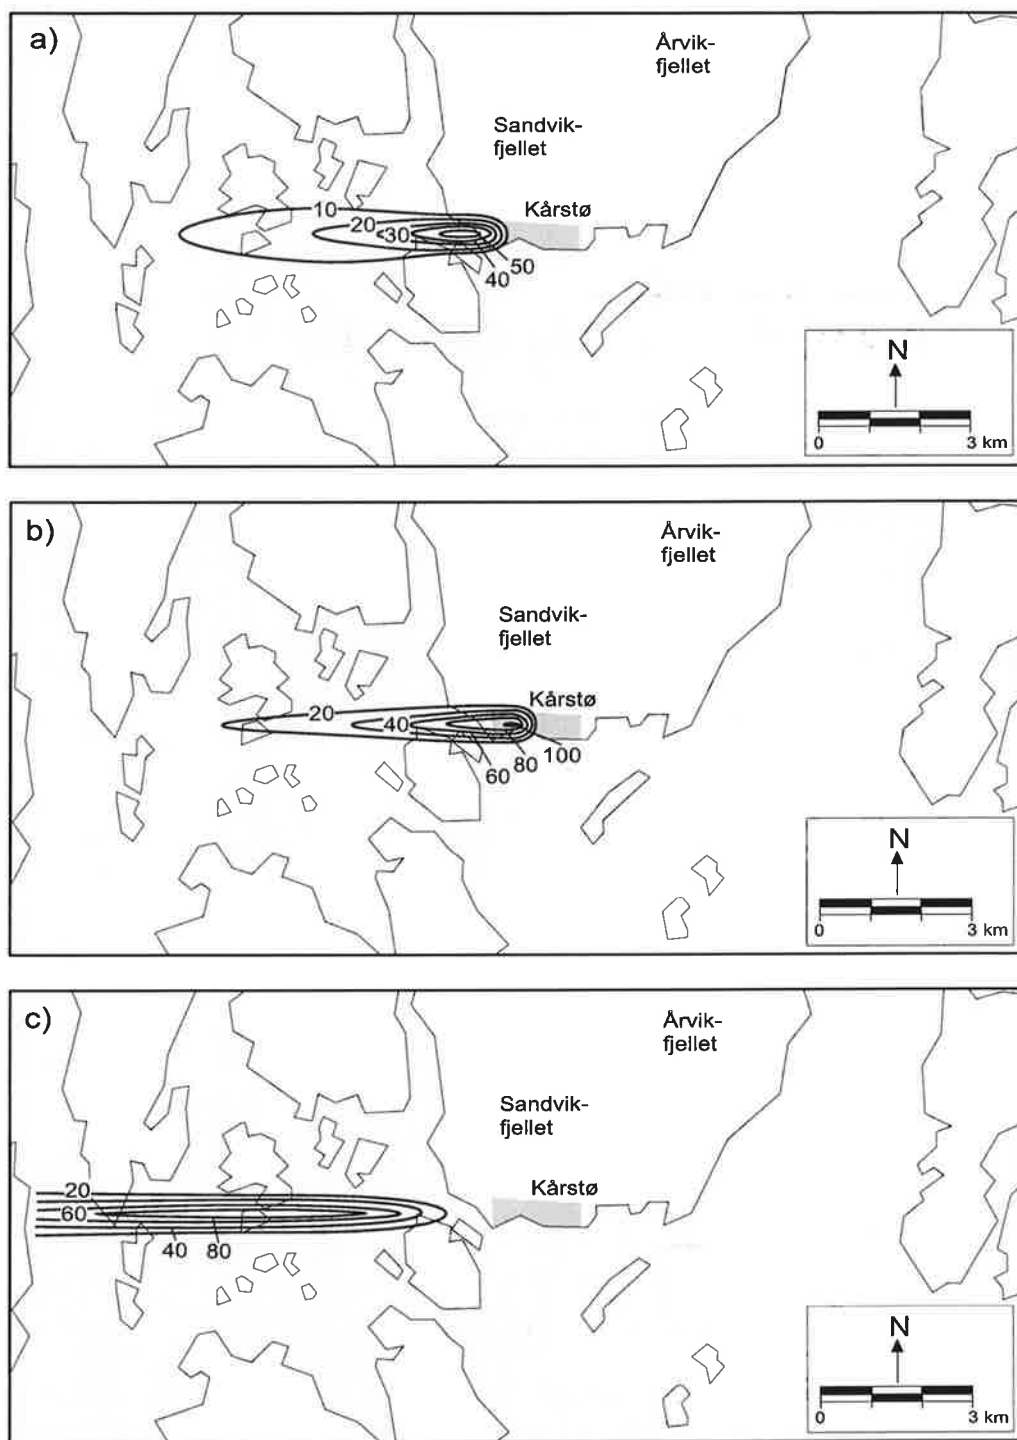 a)
Årvik-
fjellet
Sandvik-
fjellet
Kårstø
10
20
30
50
40
N
0 3 km
b)
Årvik-
fjellet
Sandvik-
fjellet
Kårstø
20
40
100
80
60
N
0 3 km
c)
Årvik-
fjellet
Sandvik-
fjellet
Kårstø
20
60
40 80
N
0 3 km